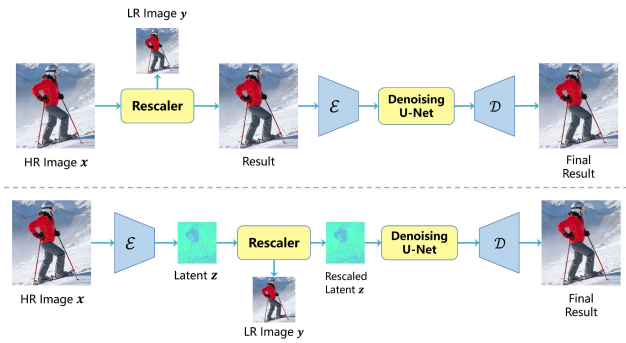 LR Image y
Rescaler
ℰ
Denoising
U-Net
𝒟
HR Image x
Result
Final
Result
ℰ
Rescaler
Denoising
U-Net
𝒟
Latent z
Rescaled
Latent z
HR Image x
LR Image y
Final
Result